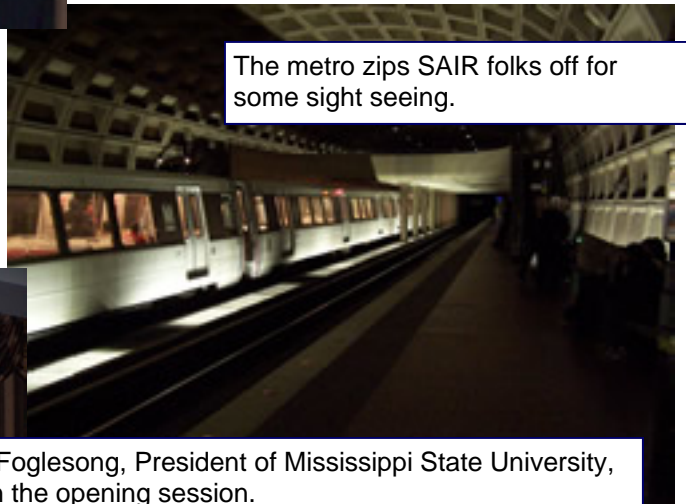 The metro zips SAIR folks off for
some sight seeing.
Foglesong, President of Mississippi State University,
the opening session.